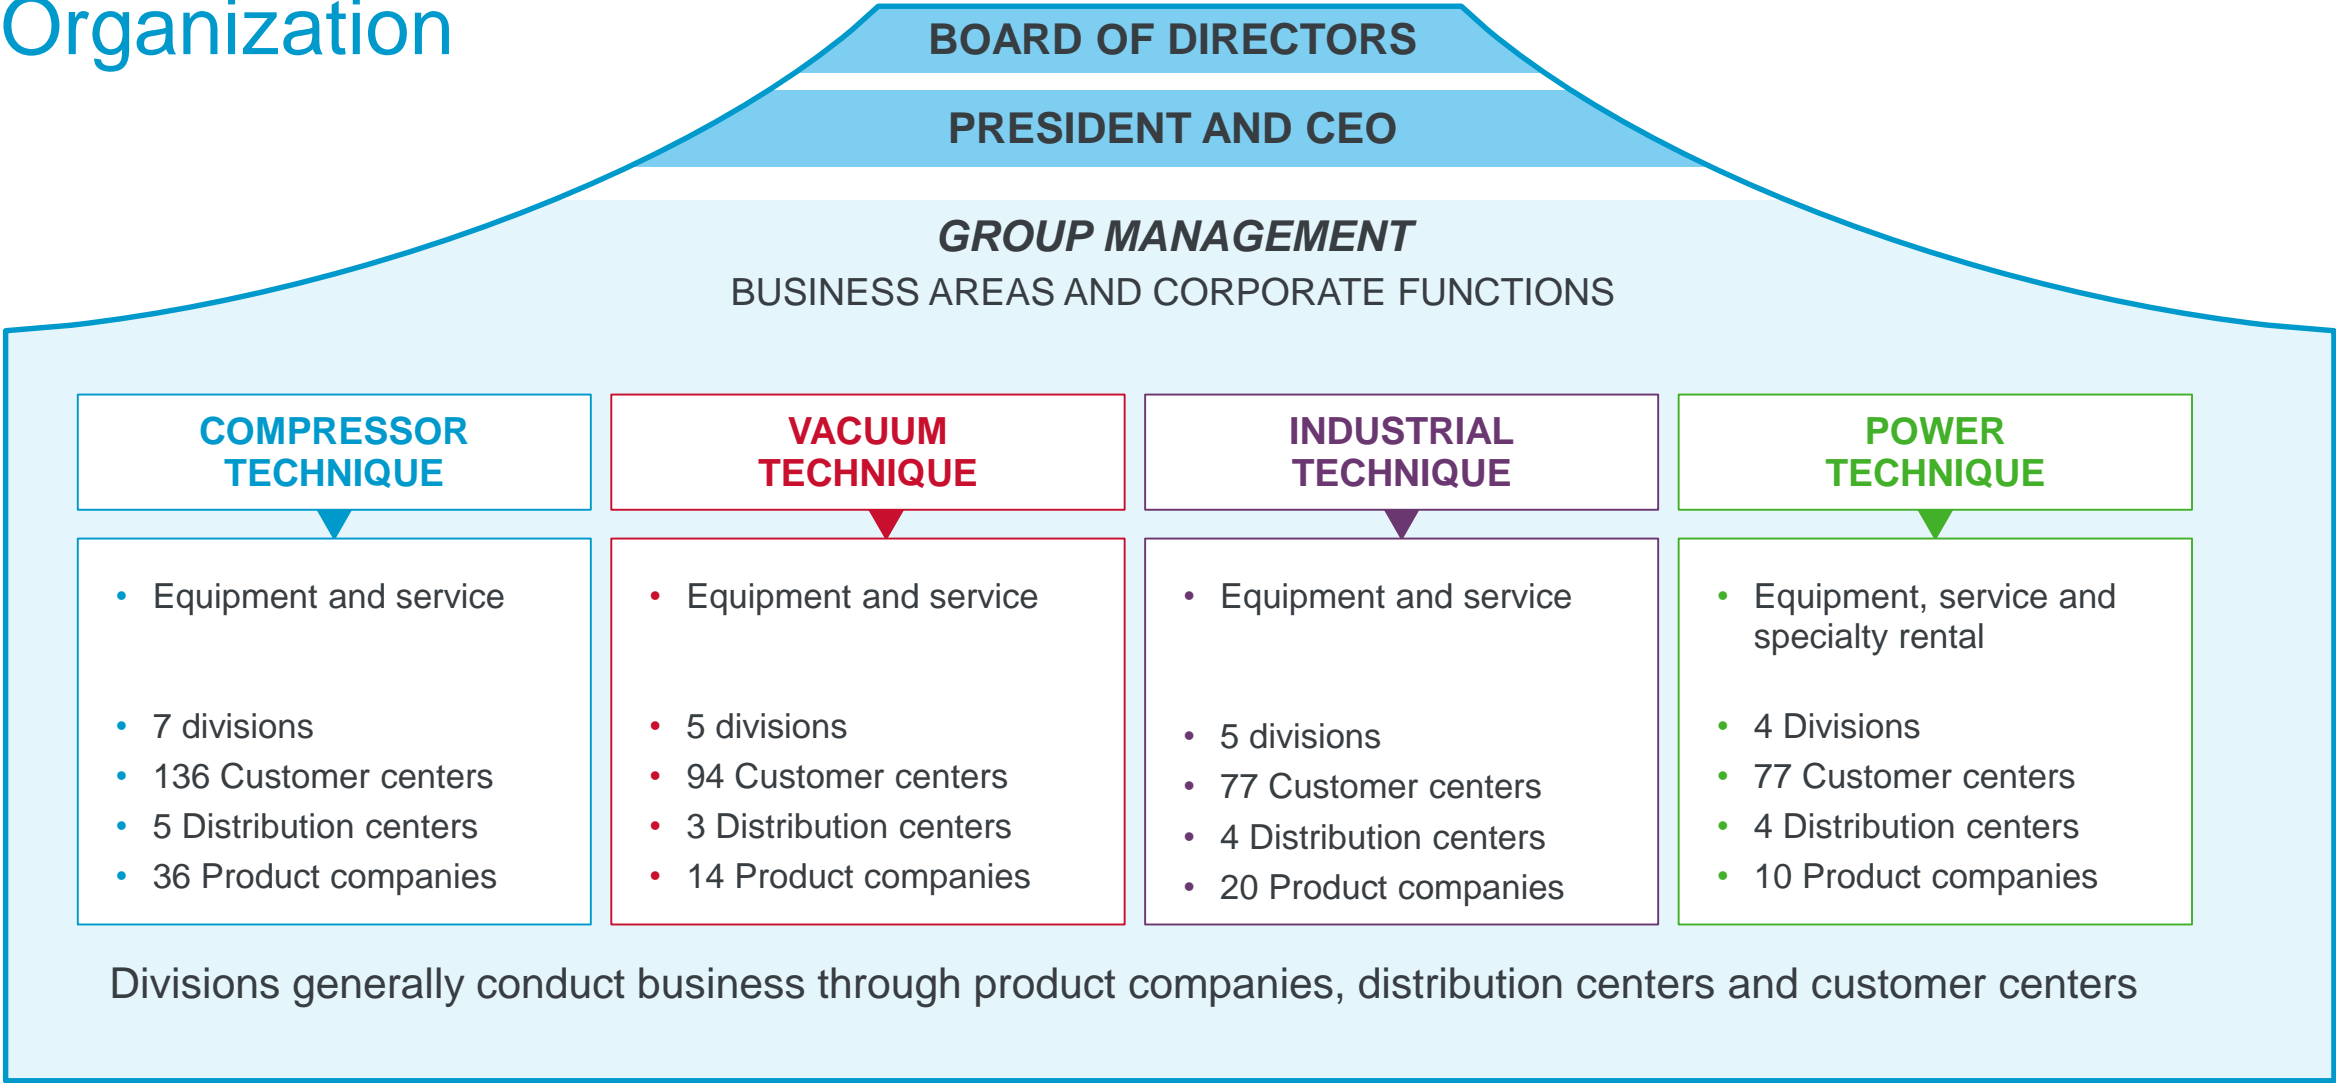 Organization
BOARD OF DIRECTORS
PRESIDENT AND CEO
GROUP MANAGEMENT
BUSINESS AREAS AND CORPORATE FUNCTIONS
COMPRESSOR
TECHNIQUE
• Equipment and service
• 7 divisions
• 136 Customer centers
• 5 Distribution centers
• 36 Product companies
VACUUM
TECHNIQUE
• Equipment and service
• 5 divisions
• 94 Customer centers
• 3 Distribution centers
• 14 Product companies
INDUSTRIAL
TECHNIQUE
• Equipment and service
• 5 divisions
• 77 Customer centers
• 4 Distribution centers
• 20 Product companies
POWER
TECHNIQUE
• Equipment, service and
specialty rental
• 4 Divisions
• 77 Customer centers
• 4 Distribution centers
• 10 Product companies
Divisions generally conduct business through product companies, distribution centers and customer centers